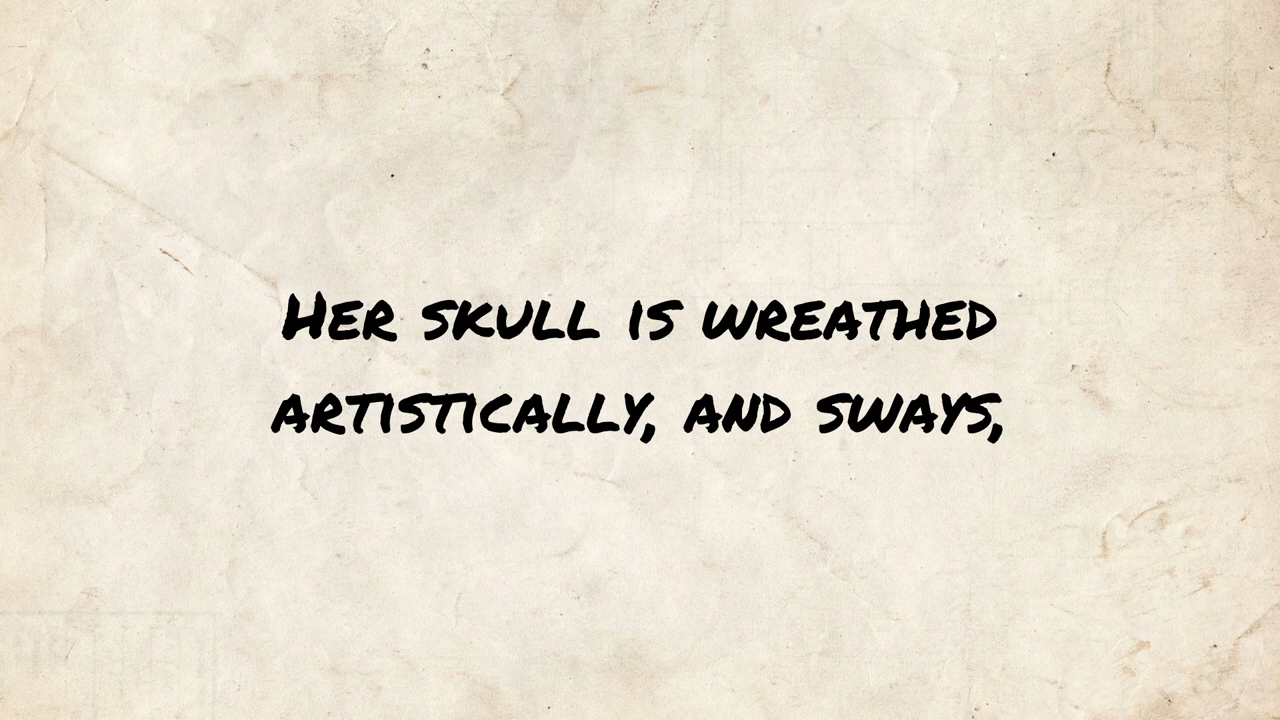 Her skull is wreathed
artistically, and sways,